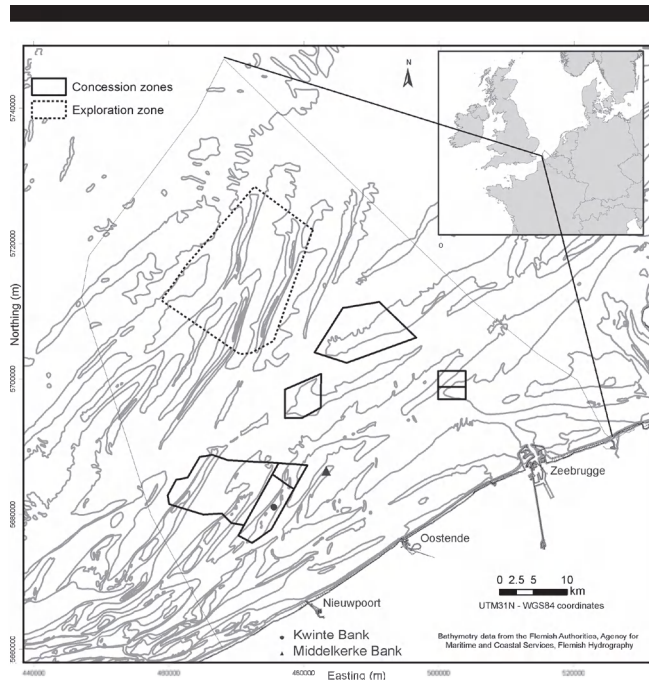 Concession zones
Exploration zone
N
0
5740000
5720000
5700000
5680000
5660000
Northing (m)
Zeebrugge
Oostende
Nieuwpoort
0 2.5 5 10
km
UTM31N - WGS84 coordinates
Kwinte Bank
Middelkerke Bank
Bathymetry data from the Flemish Authorities, Agency for
Maritime and Coastal Services, Flemish Hydrography
440000 500000 520000
Easting (m)